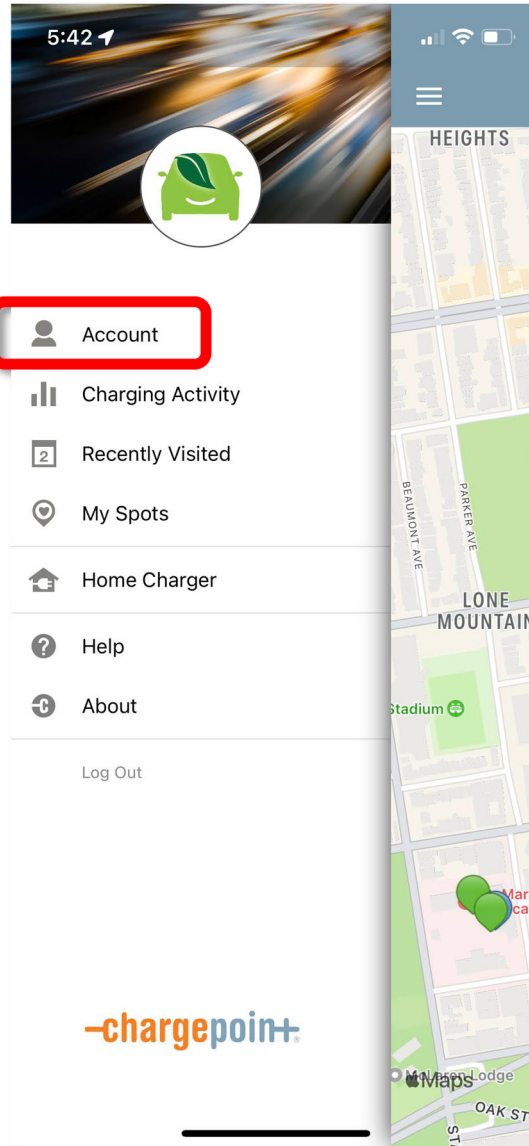 5:42
HEIGHTS
Account
Charging Activity
2
Recently Visited
My Spots
BEAUMONT AVE
PARKER AVE
Home Charger
LONE
MOUNTAIN
Help
About
Stadium
Log Out
chargepoint
Maps
Lodge
OAK ST